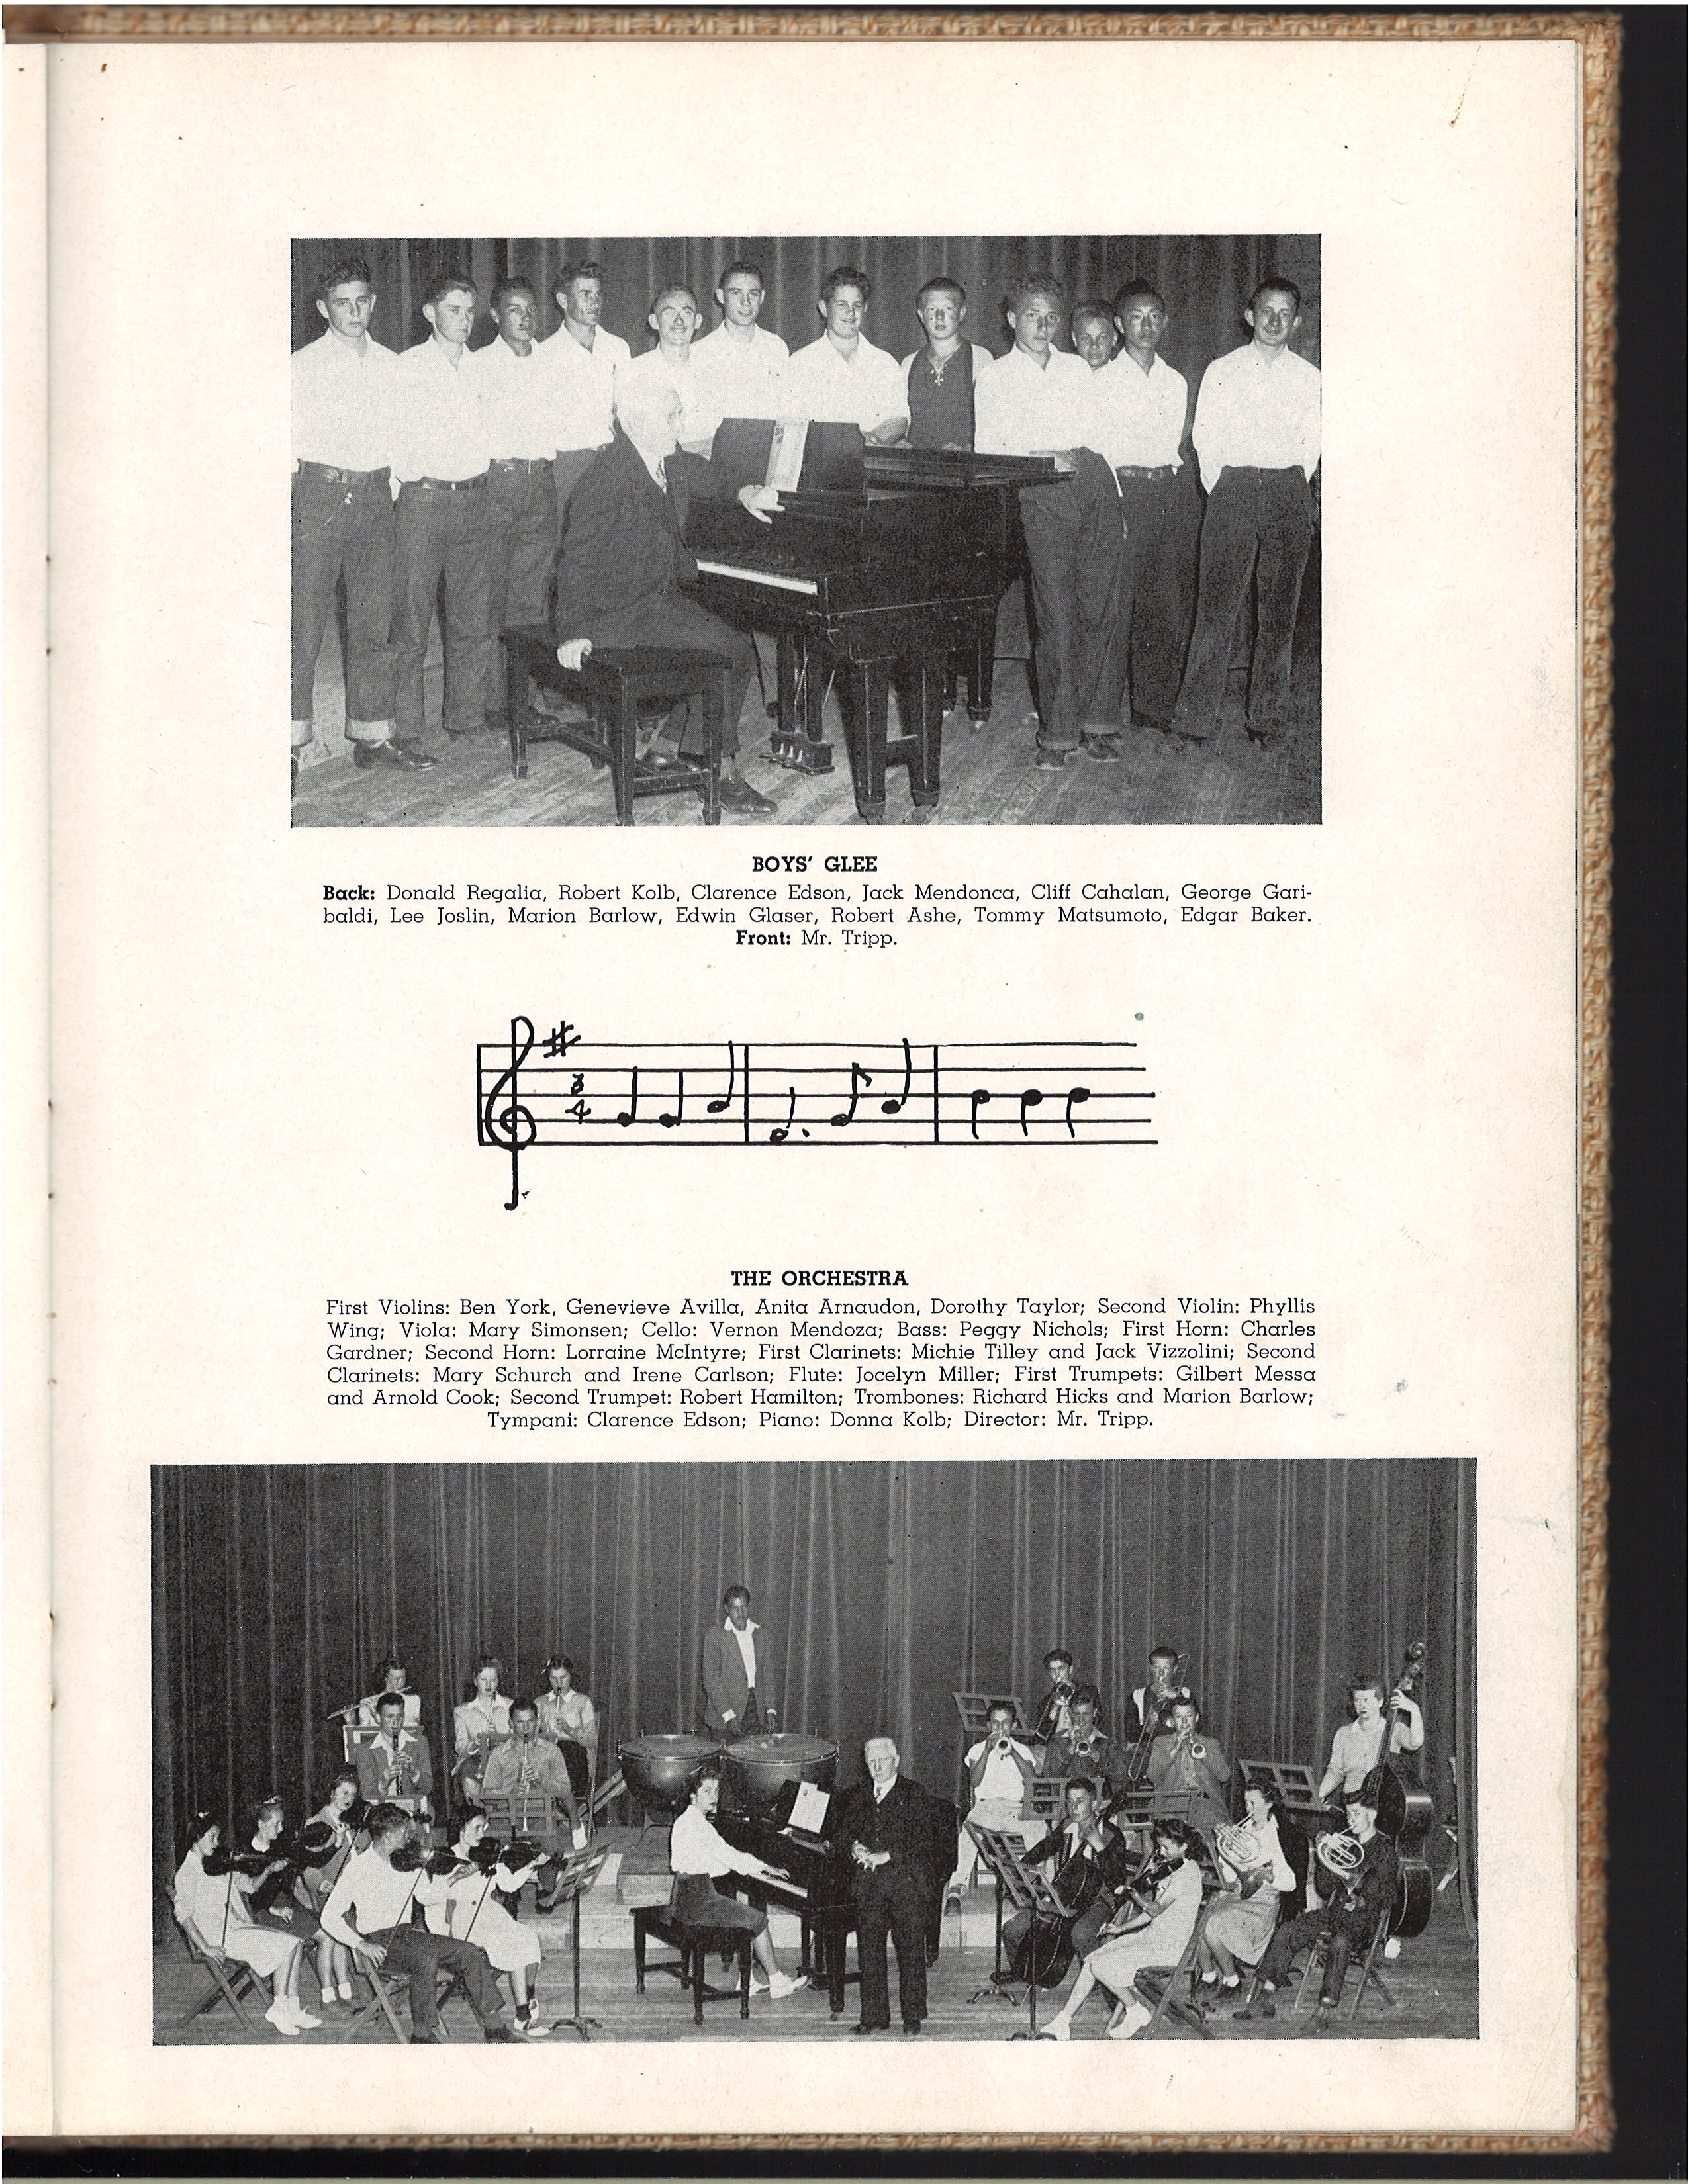 BOYS' GLEE
Back: Donald Regalia, Robert Kolb, Clarence Edson, Jack Mendonca, Cliff Cahalan, George Gari-
baldi, Lee Joslin, Marion Barlow, Edwin Glaser, Robert Ashe, Tommy Matsumoto, Edgar Baker.
Front: Mr. Tripp.
3
4
THE ORCHESTRA
First Violins: Ben York, Genevieve Avilla, Anita Arnaudon, Dorothy Taylor; Second Violin: Phyllis
Wing; Viola: Mary Simonsen; Cello: Vernon Mendoza; Bass: Peggy Nichols; First Horn: Charles
Gardner; Second Horn: Lorraine McIntyre; First Clarinets: Michie Tilley and Jack Vizzolini; Second
Clarinets: Mary Schurch and Irene Carlson; Flute: Jocelyn Miller; First Trumpets: Gilbert Messa
and Arnold Cook; Second Trumpet: Robert Hamilton; Trombones: Richard Hicks and Marion Barlow;
Tympani: Clarence Edson; Piano: Donna Kolb; Director: Mr. Tripp.